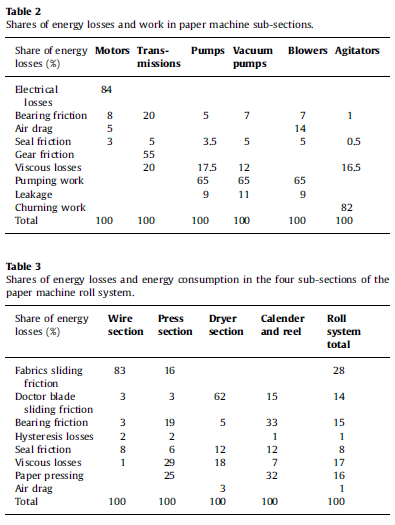 Table 2
Shares of energy losses and work in paper machine sub-sections.
Share of energy Motors Trans- Pumps Vacuum Blowers Agitators
losses (%) missions pumps
Electrical 84
losses
Bearing friction 8 20 5 7 7 1
Air drag 5 14
Seal friction 3 5 3.5 5 5 0.5
Gear friction 55
Viscous losses 20 17.5 12 16.5
Pumping work 65 65 65
Leakage 9 11 9
Churning work 82
Total 100 100 100 100 100 100
Table 3
Shares of energy losses and energy consumption in the four sub-sections of the
paper machine roll system.
Share of energy Wire Press Dryer Calender Roll
losses (%) section section section and reel system
total
Fabrics sliding 83 16 28
friction
Doctor blade 3 3 62 15 14
sliding friction
Bearing friction 3 19 5 33 15
Hysteresis losses 2 2 1 1
Seal friction 8 6 12 12 8
Viscous losses 1 29 18 7 17
Paper pressing 25 32 16
Air drag 3 1
Total 100 100 100 100 100